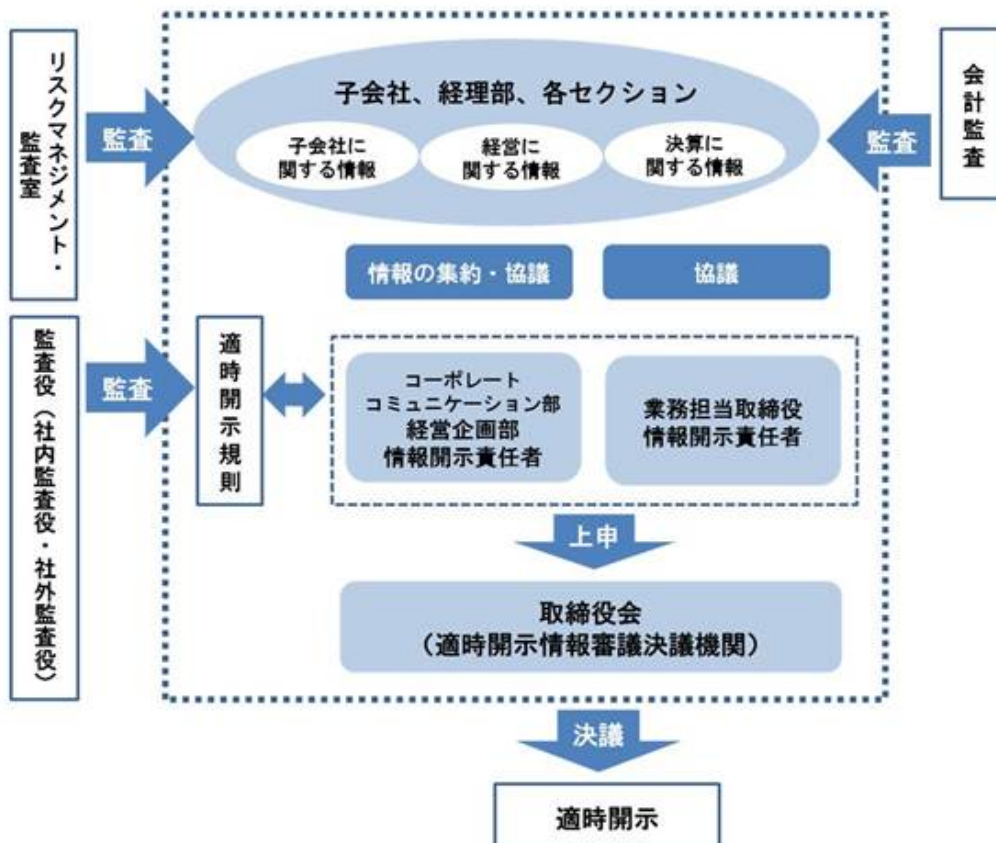 リスクマネジメント・
監査室
監査
子会社、経理部、各セクション
子会社に
関する情報
経営に
関する情報
決算に
関する情報
監査
会計監査
情報の集約・協議
協議
監査役（社内監査役・社外監査役）
監査
適時開示規則
コーポレート
コミュニケーション部
経営企画部
情報開示責任者
業務担当取締役
情報開示責任者
上申
取締役会
（適時開示情報審議決議機関）
決議
適時開示